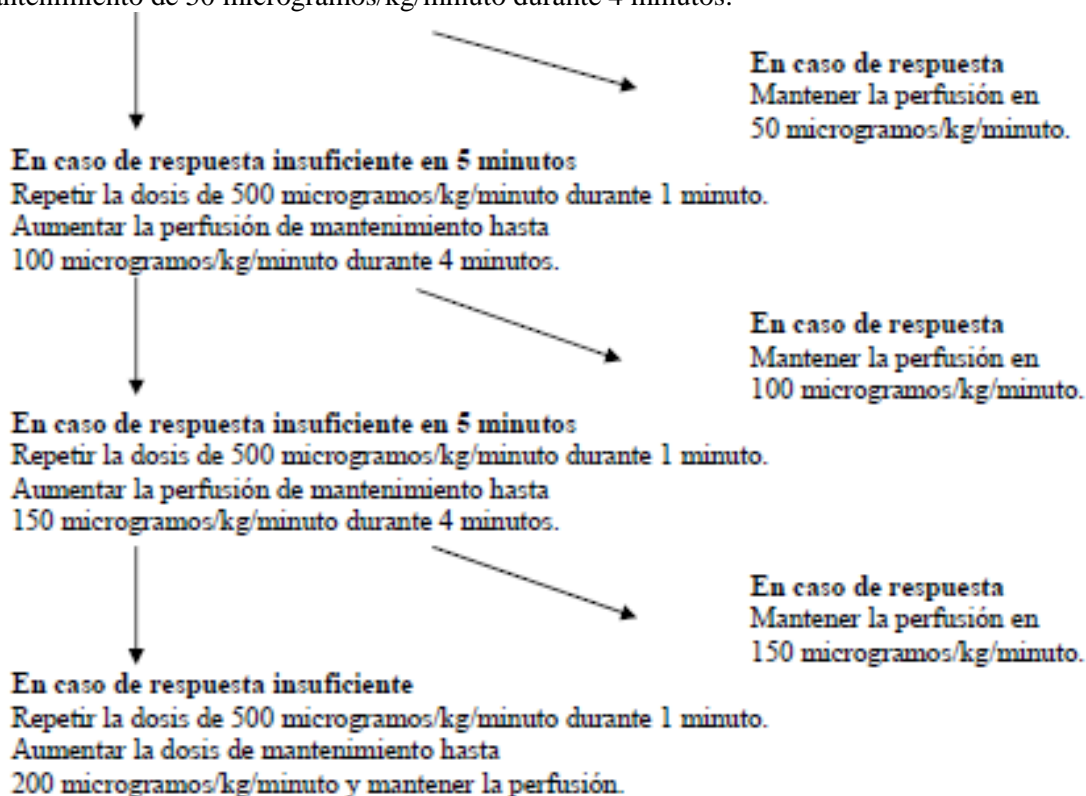 mantenimiento de 50 microgramos/kg/minuto durante 4 minutos.
En caso de respuesta
Mantener la perfusión en
50 microgramos/kg/minuto.
En caso de respuesta insuficiente en 5 minutos
Repetir la dosis de 500 microgramos/kg/minuto durante 1 minuto.
Aumentar la perfusión de mantenimiento hasta
100 microgramos/kg/minuto durante 4 minutos.
En caso de respuesta
Mantener la perfusión en
100 microgramos/kg/minuto.
En caso de respuesta insuficiente en 5 minutos
Repetir la dosis de 500 microgramos/kg/minuto durante 1 minuto.
Aumentar la perfusión de mantenimiento hasta
150 microgramos/kg/minuto durante 4 minutos.
En caso de respuesta
Mantener la perfusión en
150 microgramos/kg/minuto.
En caso de respuesta insuficiente
Repetir la dosis de 500 microgramos/kg/minuto durante 1 minuto.
Aumentar la dosis de mantenimiento hasta
200 microgramos/kg/minuto y mantener la perfusión.